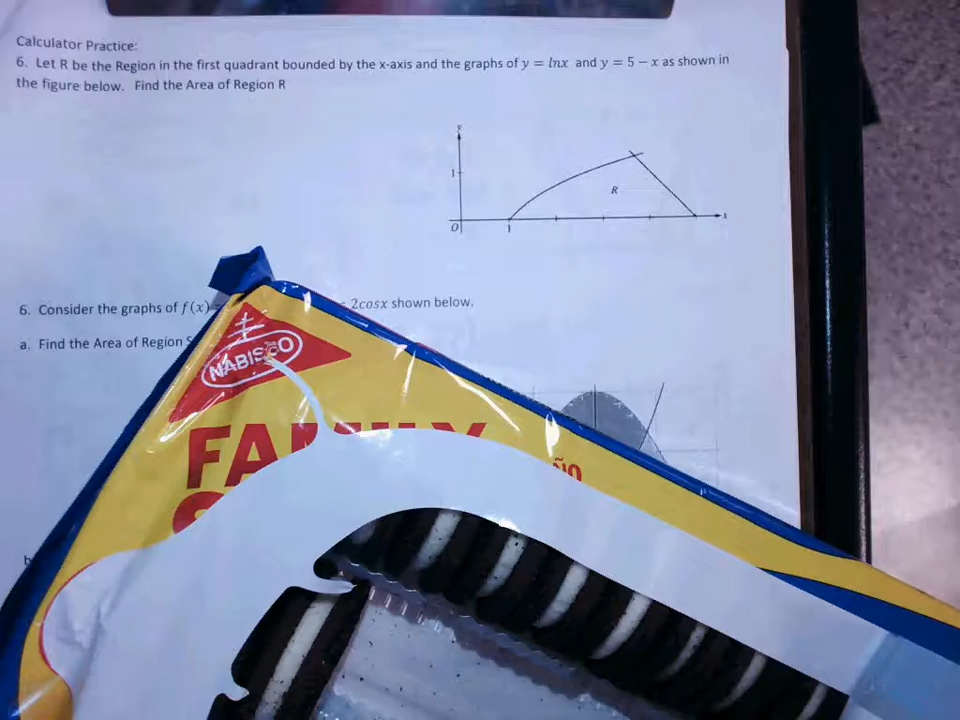 Calculator Practice:
6. Let R be the Region in the first quadrant bounded by the x-axis and the graphs of y = lnx and y = 5 − x as shown in
the figure below. Find the Area of Region R
y
1
R
O
1
x
6. Consider the graphs of f(x) 2cosx shown below.
a. Find the Area of Region S
NABISCO
FAMILY
ÑO